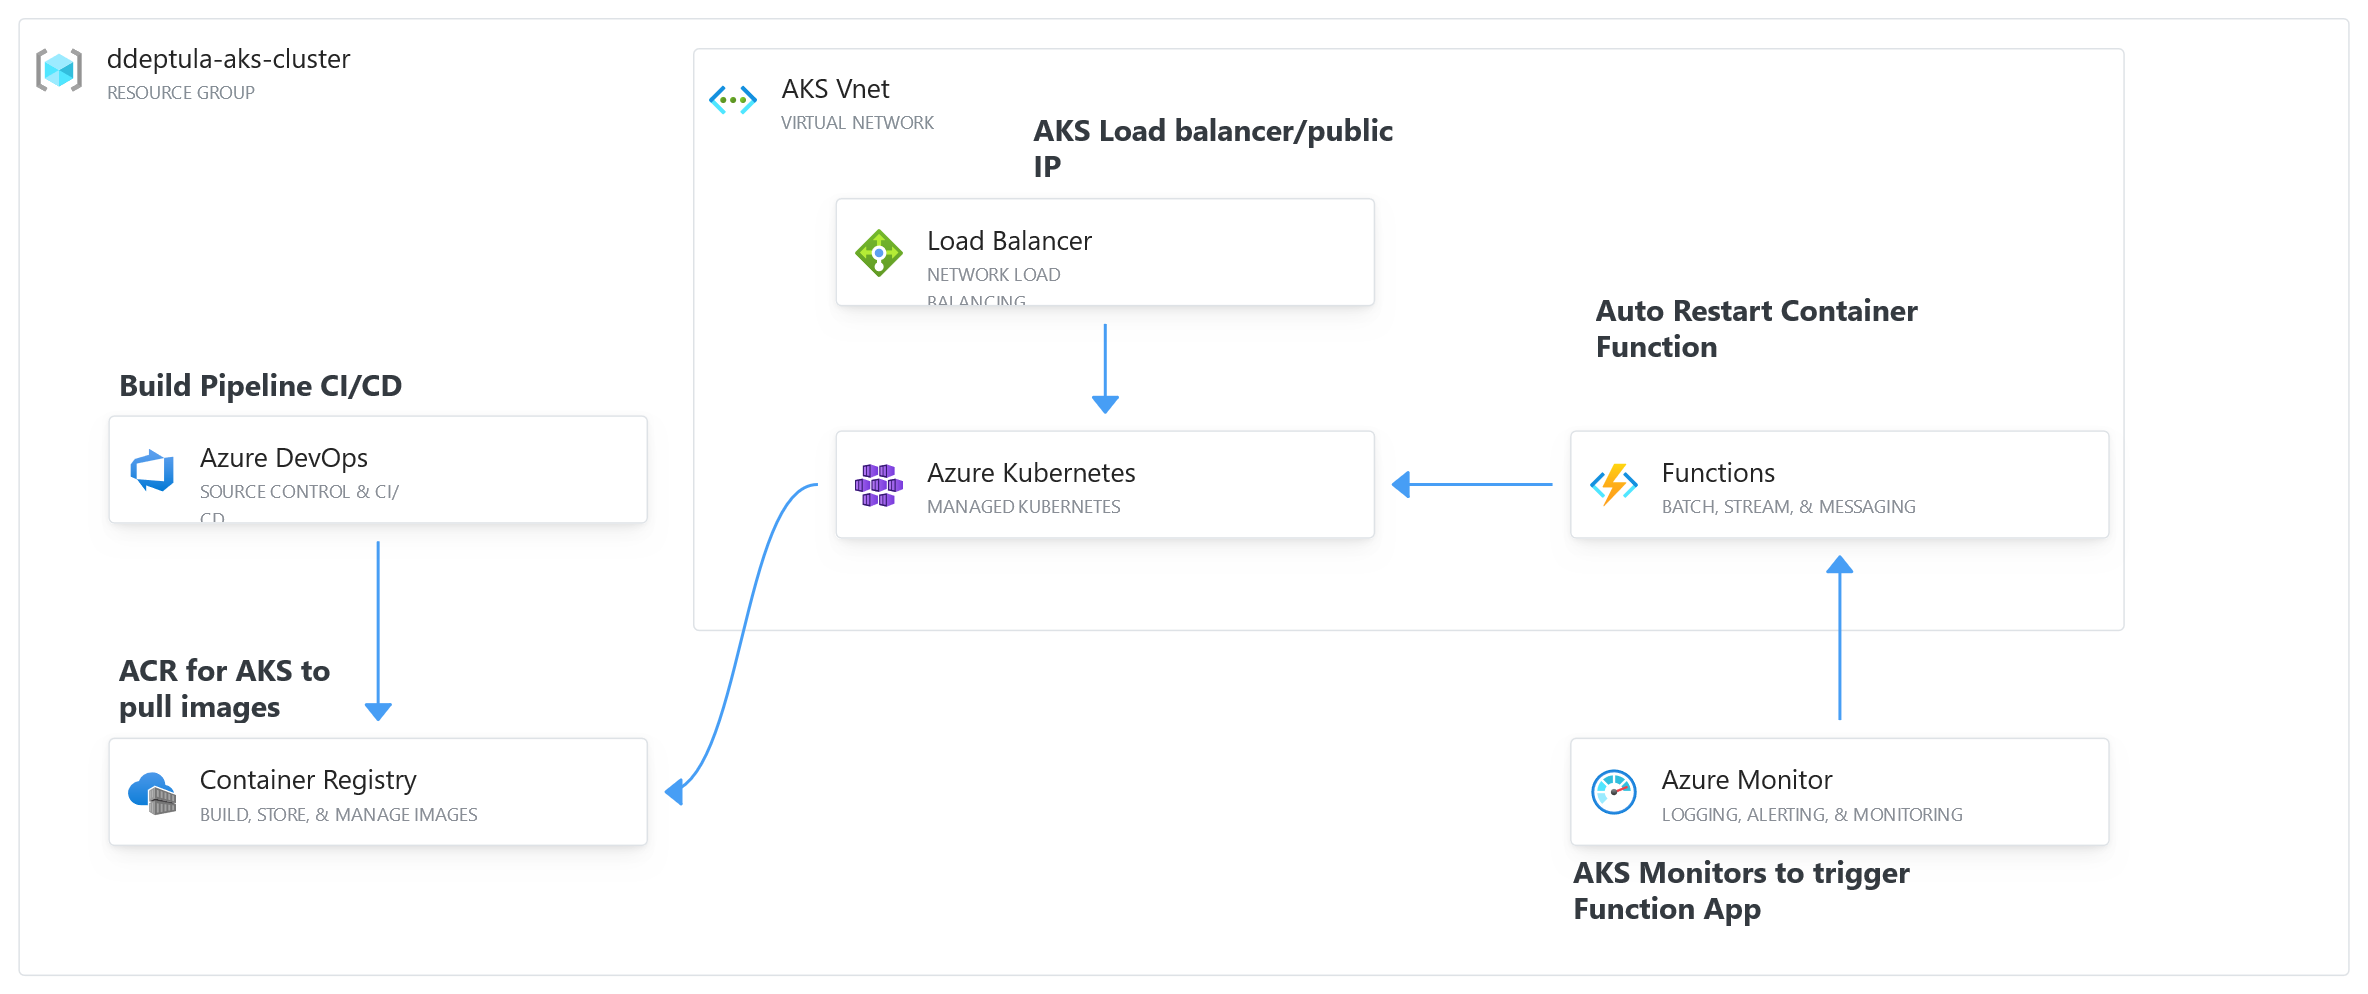 ddeptula-aks-cluster
RESOURCE GROUP
AKS Vnet
VIRTUAL NETWORK
AKS Load balancer/public
IP
Load Balancer
NETWORK LOAD
BALANCING
Auto Restart Container
Function
Build Pipeline CI/CD
Azure DevOps
SOURCE CONTROL & CI/
CD
Azure Kubernetes
MANAGED KUBERNETES
Functions
BATCH, STREAM, & MESSAGING
ACR for AKS to
pull images
Container Registry
BUILD, STORE, & MANAGE IMAGES
Azure Monitor
LOGGING, ALERTING, & MONITORING
AKS Monitors to trigger
Function App